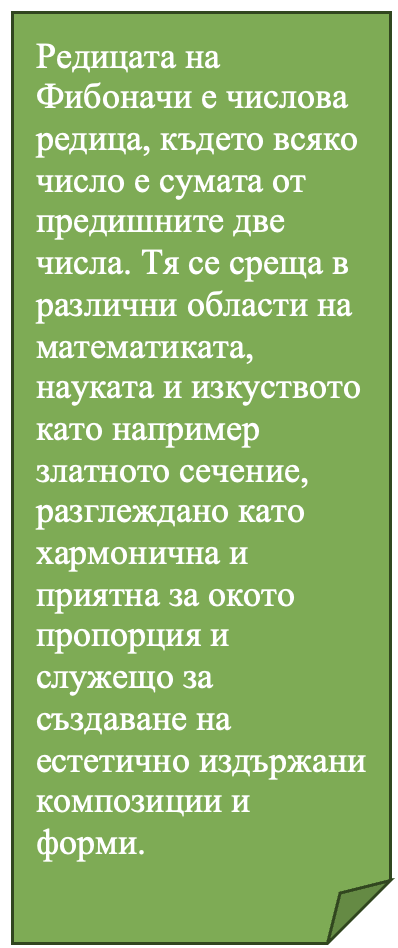 Редицата на
Фибоначи е числова
редица, където всяко
число е сумата от
предишните две
числа. Тя се среща в
различни области на
математиката,
науката и изкуството
като например
златното сечение,
разглеждано като
хармонична и
приятна за окото
пропорция и
служещо за
създаване на
естетично издържани
композиции и
форми.